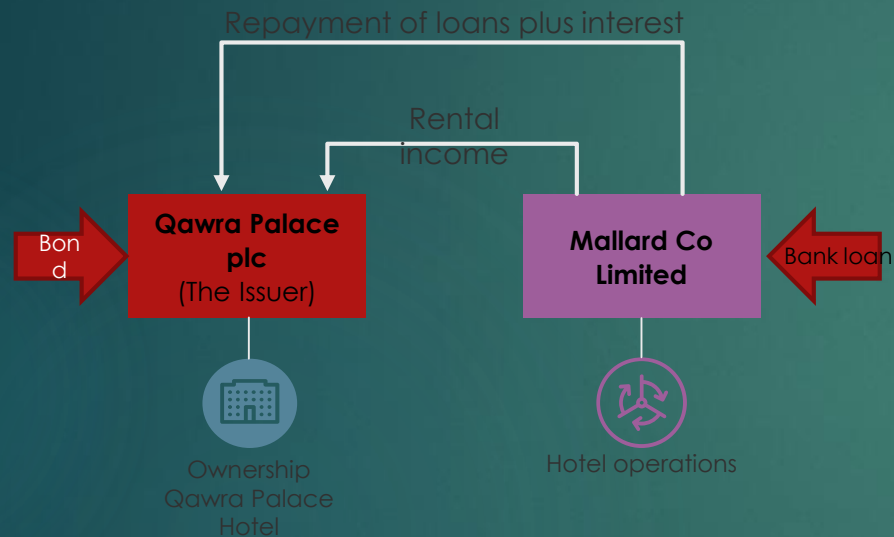 Repayment of loans plus interest
Rental
income
Bon
d
Qawra Palace
plc
(The Issuer)
Mallard Co
Limited
Bank loan
Ownership
Qawra Palace
Hotel
Hotel operations